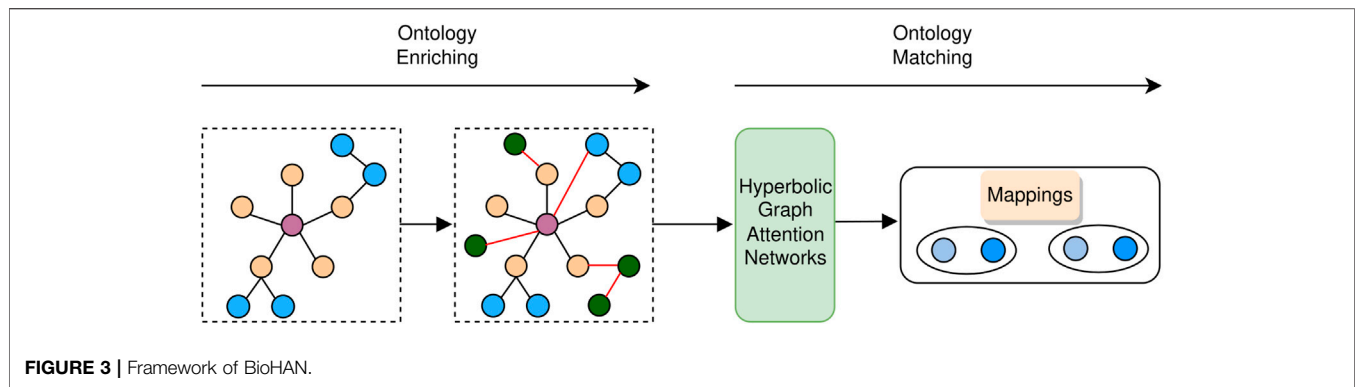 Ontology
Enriching
Ontology
Matching
Hyperbolic
Graph
Attention
Networks
Mappings
FIGURE 3 | Framework of BioHAN.